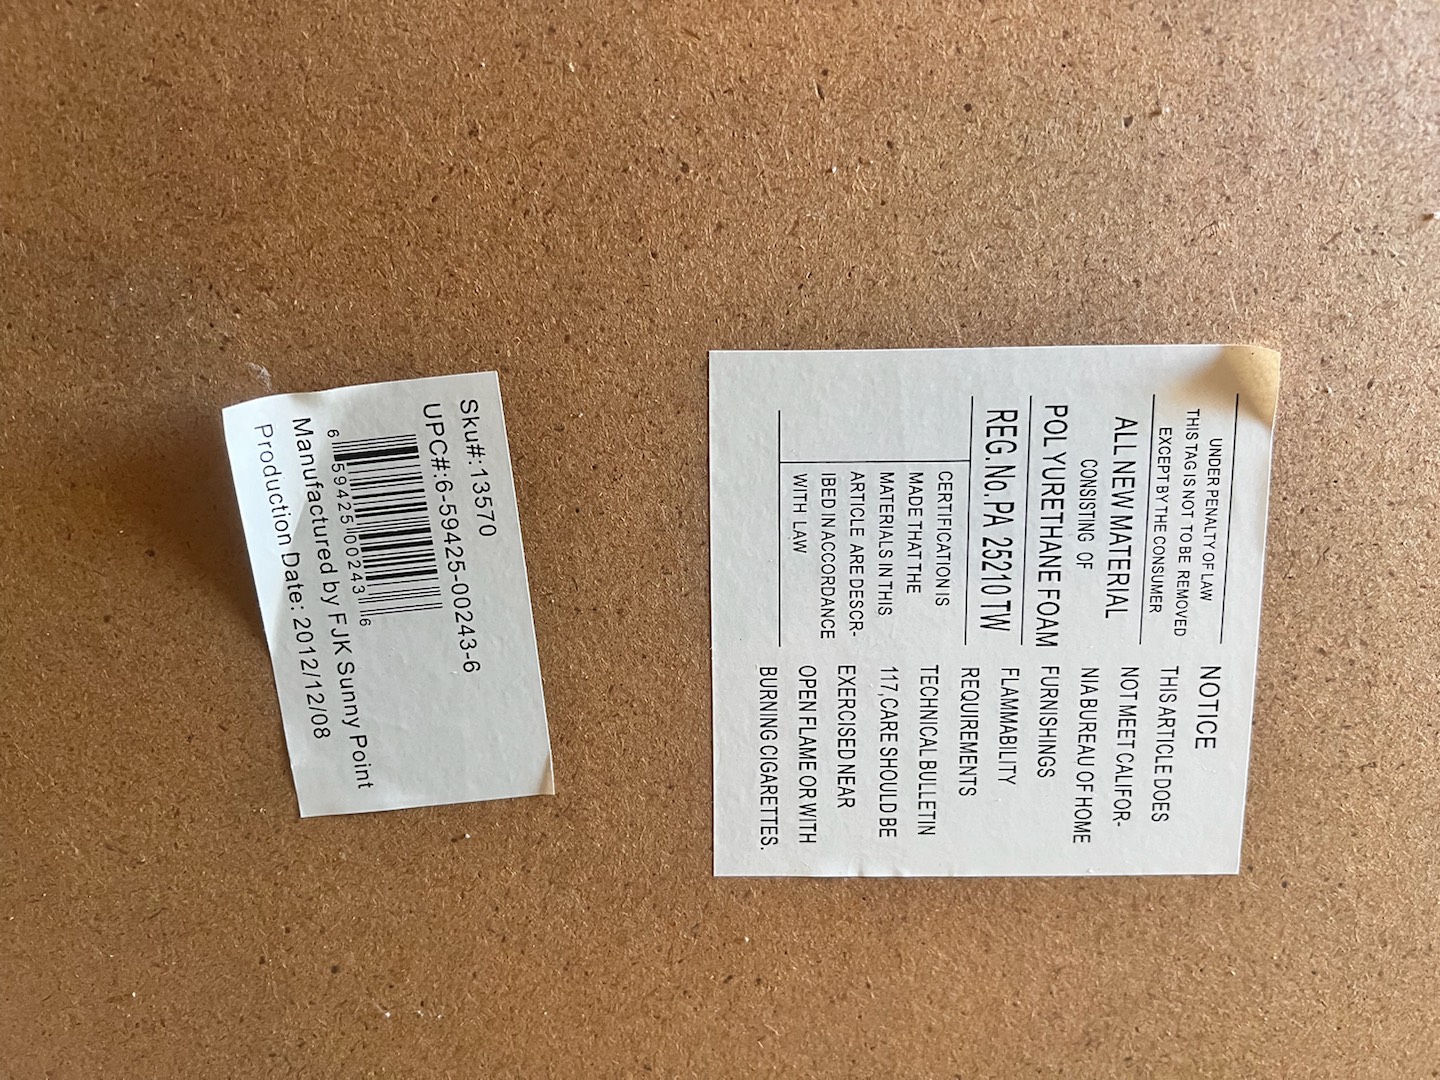 Sku#:13570
UPC#:6-59425-00243-6
6 59425 00243 6
Manufactured by FJK Sunny Point
Production Date: 2012/12/08
UNDER PENALTY OF LAW
THIS TAG IS NOT TO BE REMOVED
EXCEPT BY THE CONSUMER
ALL NEW MATERIAL
CONSISTING OF
POL YURETHANE FOAM
REG.No.PA 25210 TW
CERTIFICATION IS
MADE THAT THE
MATERIALS IN THIS
ARTICLE ARE DESCR-
IBED IN ACCORDANCE
WITH LAW
NOTICE
THIS ARTICLE DOES
NOT MEET CALIFOR-
NIA BUREAU OF HOME
FURNISHINGS
FLAMMABILITY
REQUIREMENTS
TECHNICAL BULLETIN
117,CARE SHOULD BE
EXERCISED NEAR
OPEN FLAME OR WITH
BURNING CIGARETTES.